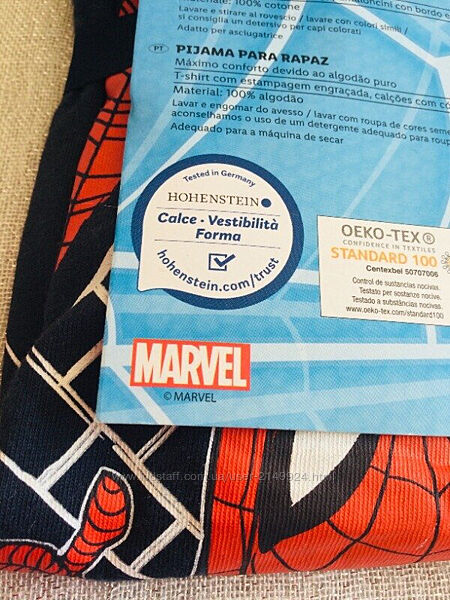 100% cotone
Lavare e stirare al rovescio / lavare con colori simili /
si consiglia un detersivo per capi colorati
Adatto per asciugatrice
PT PIJAMA PARA RAPAZ
Máximo conforto devido ao algodão puro
T-shirt com estampagem engraçada, calções com
Material: 100% algodão
Lavar e engomar do avesso / lavar com roupa de cores
aconselhamos o uso de um detergente adequado para
Adequado para a máquina de secar
Tested in Germany
HOHENSTEIN
Calce · Vestibilità
Forma
hohenstein.com/trust
OEKO-TEX®
CONFIDENCE IN TEXTILES
STANDARD 100
Centexbel 50707006
Control de sustancias nocivas.
Testato per sostanze nocive.
Testado a substâncias nocivas.
www.oeko-tex.com/standard100
MARVEL
© MARVEL